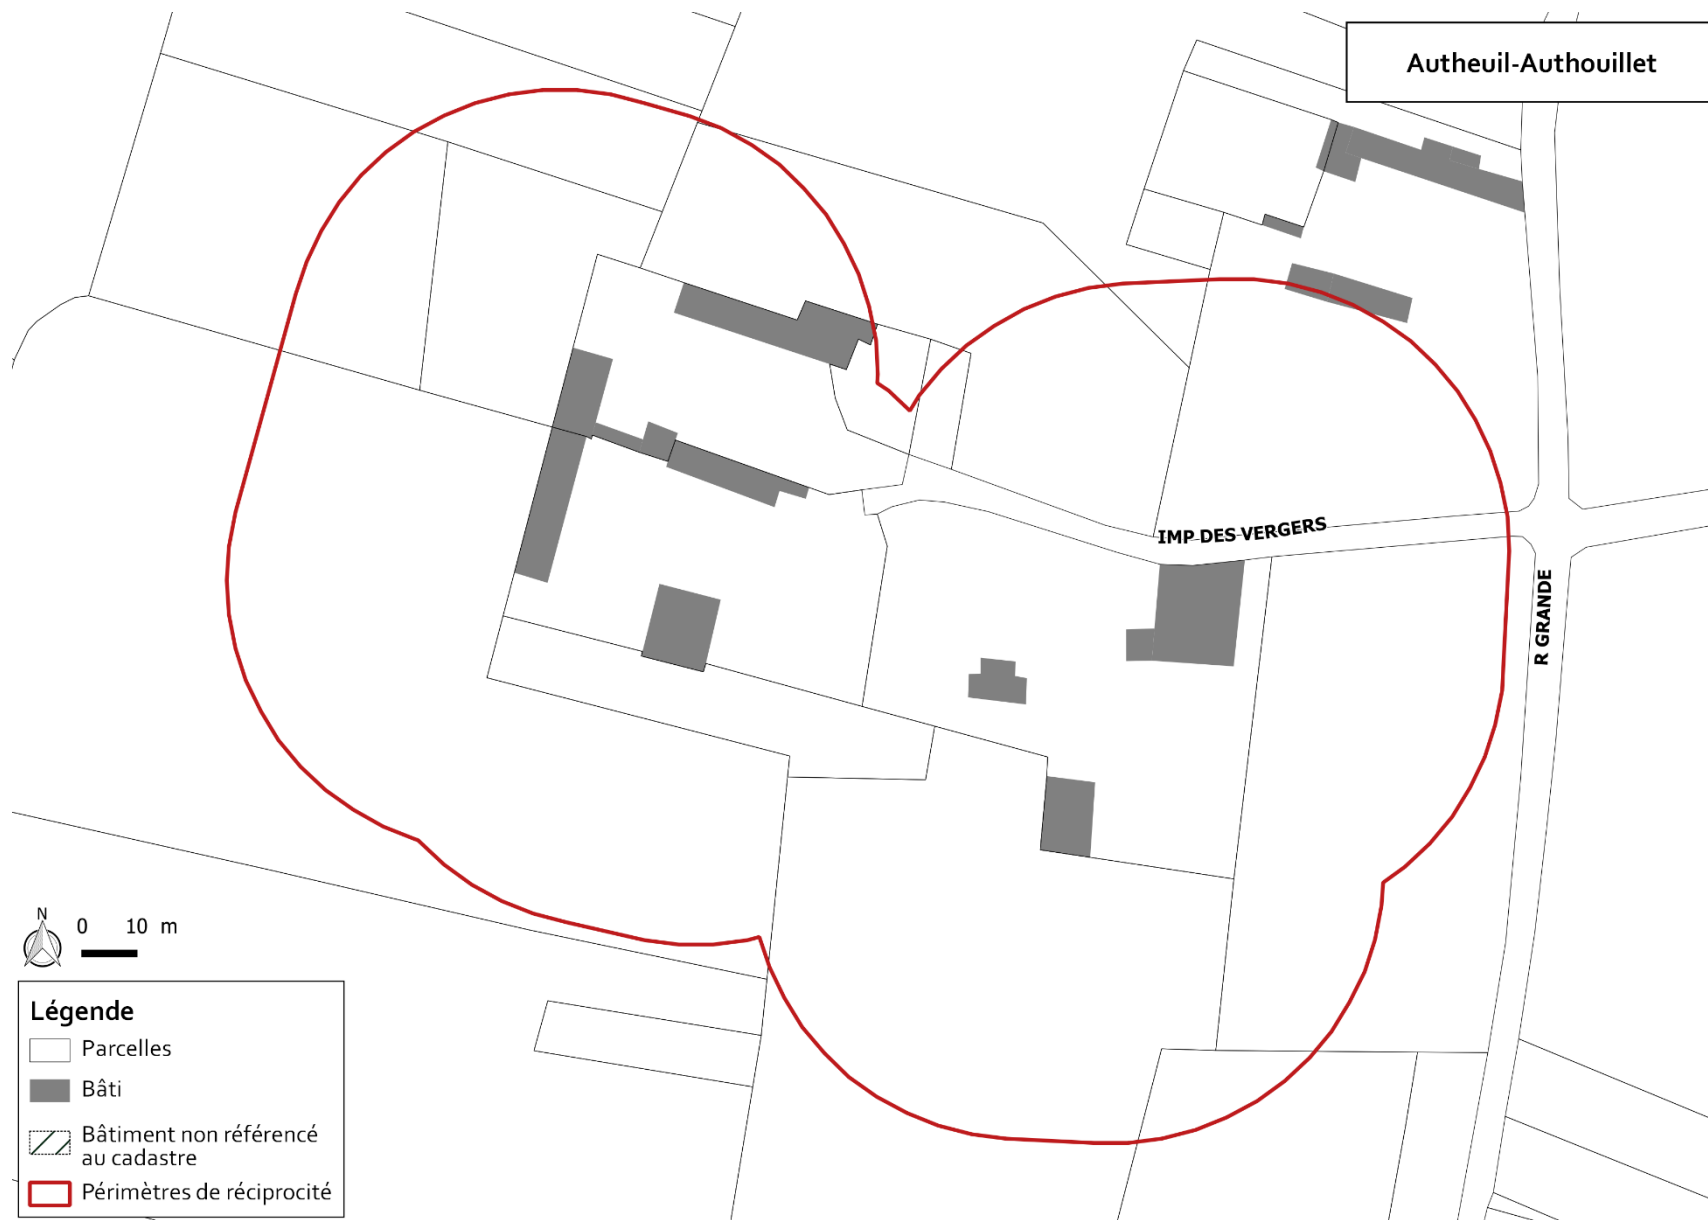 Autheuil-Authouillet
IMP DES VERGERS
R GRANDE
N
0 10 m
Légende
Parcelles
Bâti
Bâtiment non référencé
au cadastre
Périmètres de réciprocité